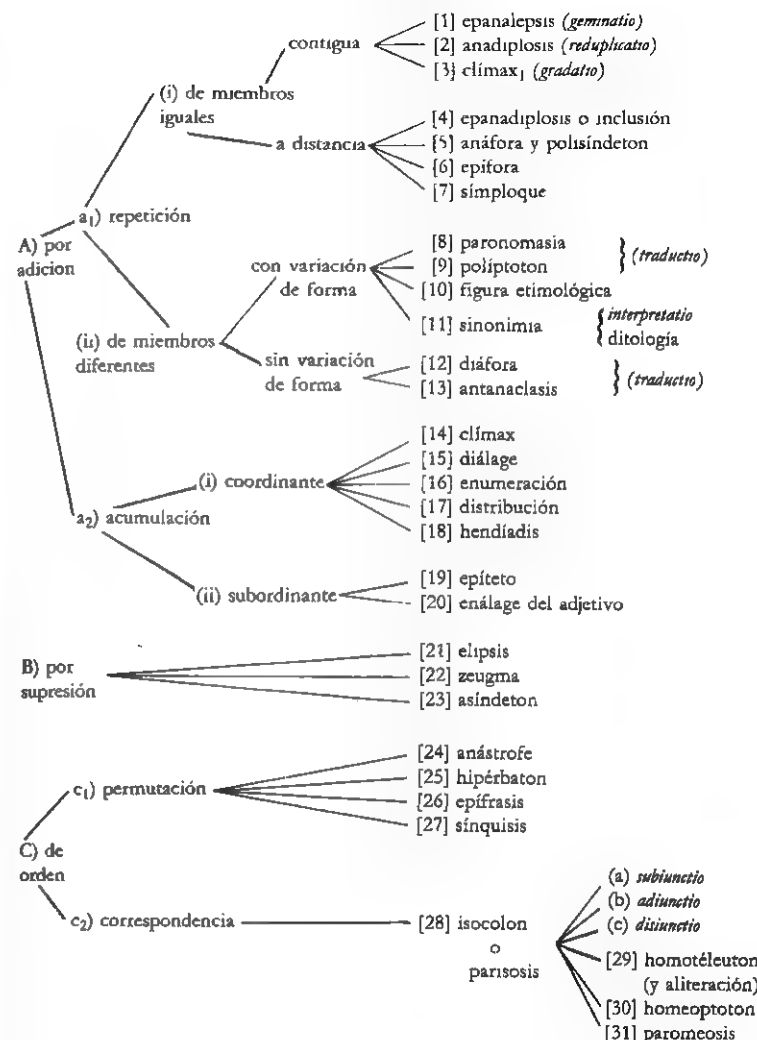 contigua
[1] epanalepsis (geminatio)
[2] anadiplosis (reduplicatio)
[3] clímax₁ (gradatio)
(i) de miembros
iguales
a distancia
[4] epanadiplosis o inclusión
[5] anáfora y polisíndeton
[6] epifora
[7] símploque
a₁) repetición
A) por
adicion
con variación
de forma
[8] paronomasia
[9] políptoton
(traductio)
[10] figura etimológica
[11] sinonimia
interpretatio
ditología
(ii) de miembros
diferentes
sin variación
de forma
[12] diáfora
[13] antanaclasis
(traductio)
a₂) acumulación
(i) coordinante
[14] clímax
[15] diálage
[16] enumeración
[17] distribución
[18] hendíadis
(ii) subordinante
[19] epíteto
[20] enálage del adjetivo
B) por
supresión
[21] elipsis
[22] zeugma
[23] asíndeton
C) de
orden
c₁) permutación
[24] anástrofe
[25] hipérbaton
[26] epífrasis
[27] sínquisis
c₂) correspondencia
[28] isocolon
o
parisosis
(a) subiunctio
(b) adiunctio
(c) disiunctio
[29] homotéleuton
(y aliteración)
[30] homeoptoton
[31] paromeosis